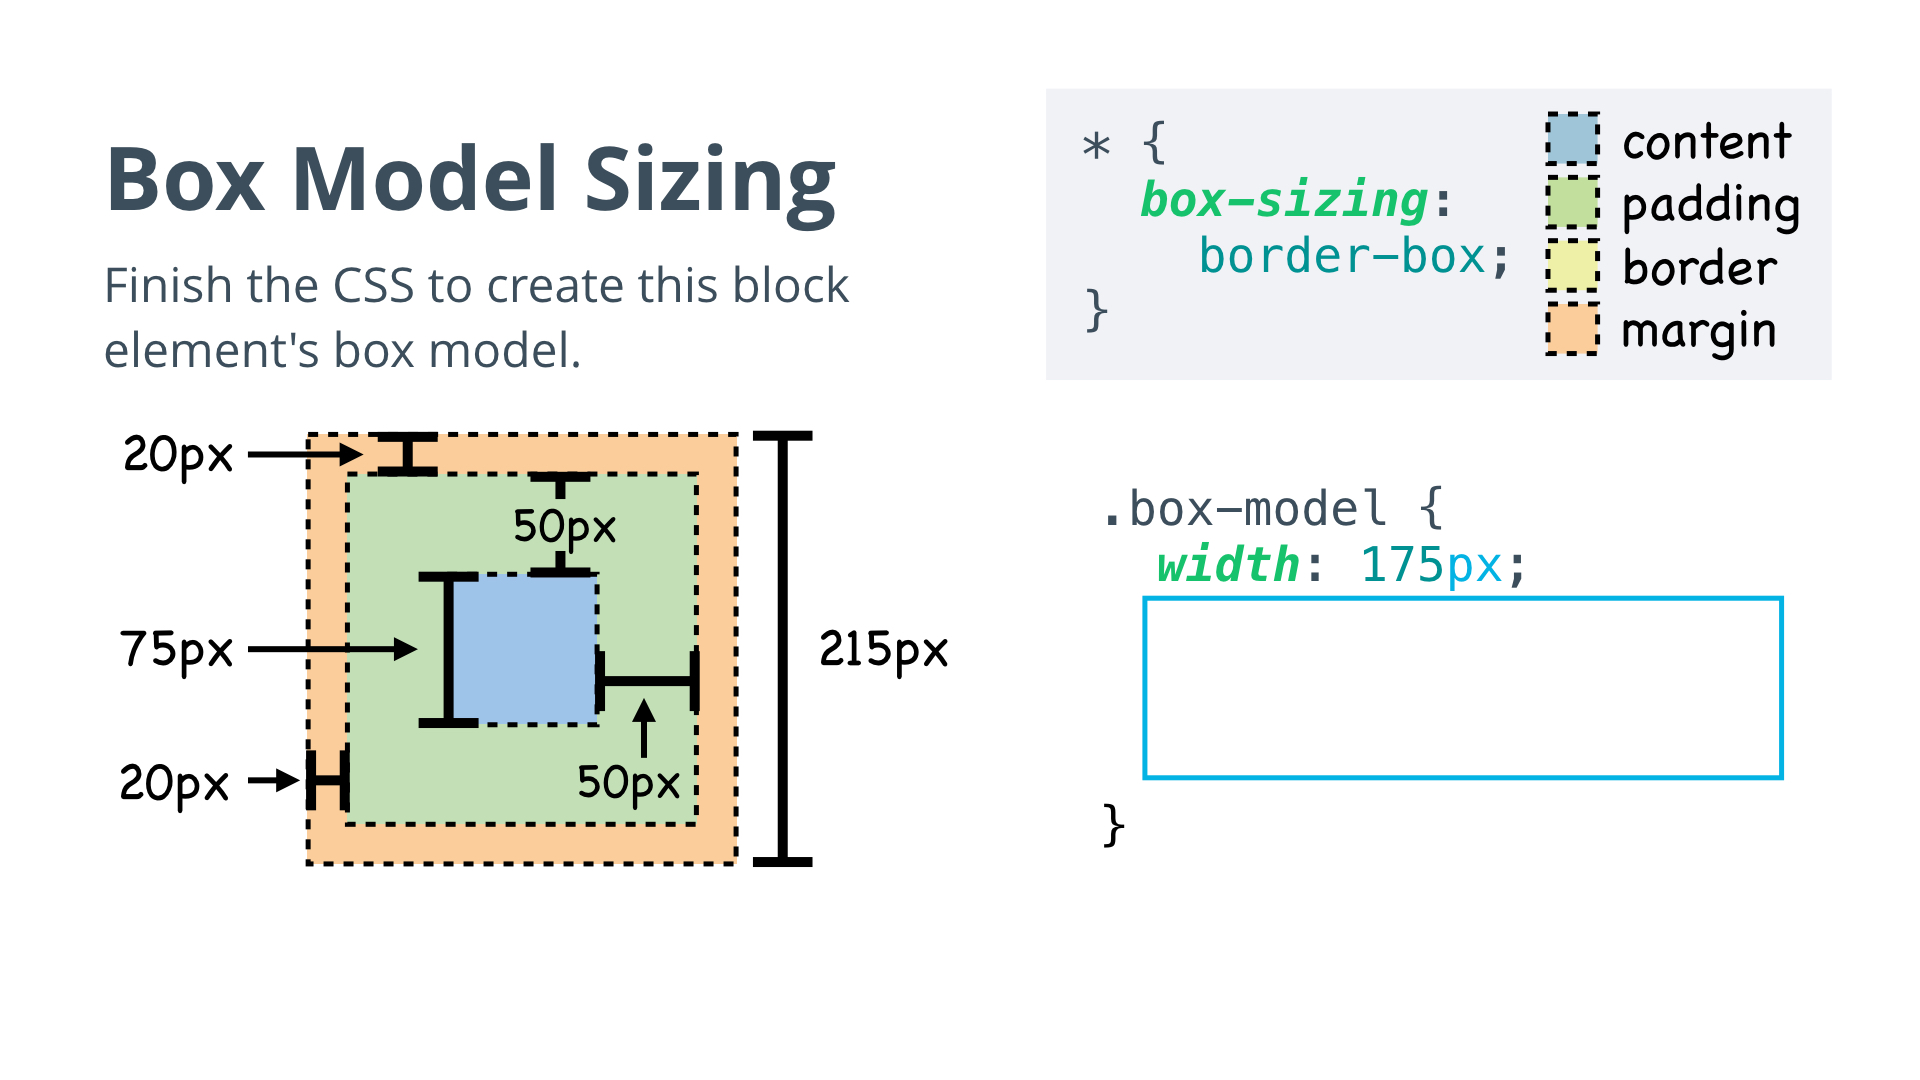 Box Model Sizing
Finish the CSS to create this block
element's box model.
20px
50px
75px
215px
20px
50px
* {
box-sizing:
border-box;
}
content
padding
border
margin
.box-model {
width: 175px;
}